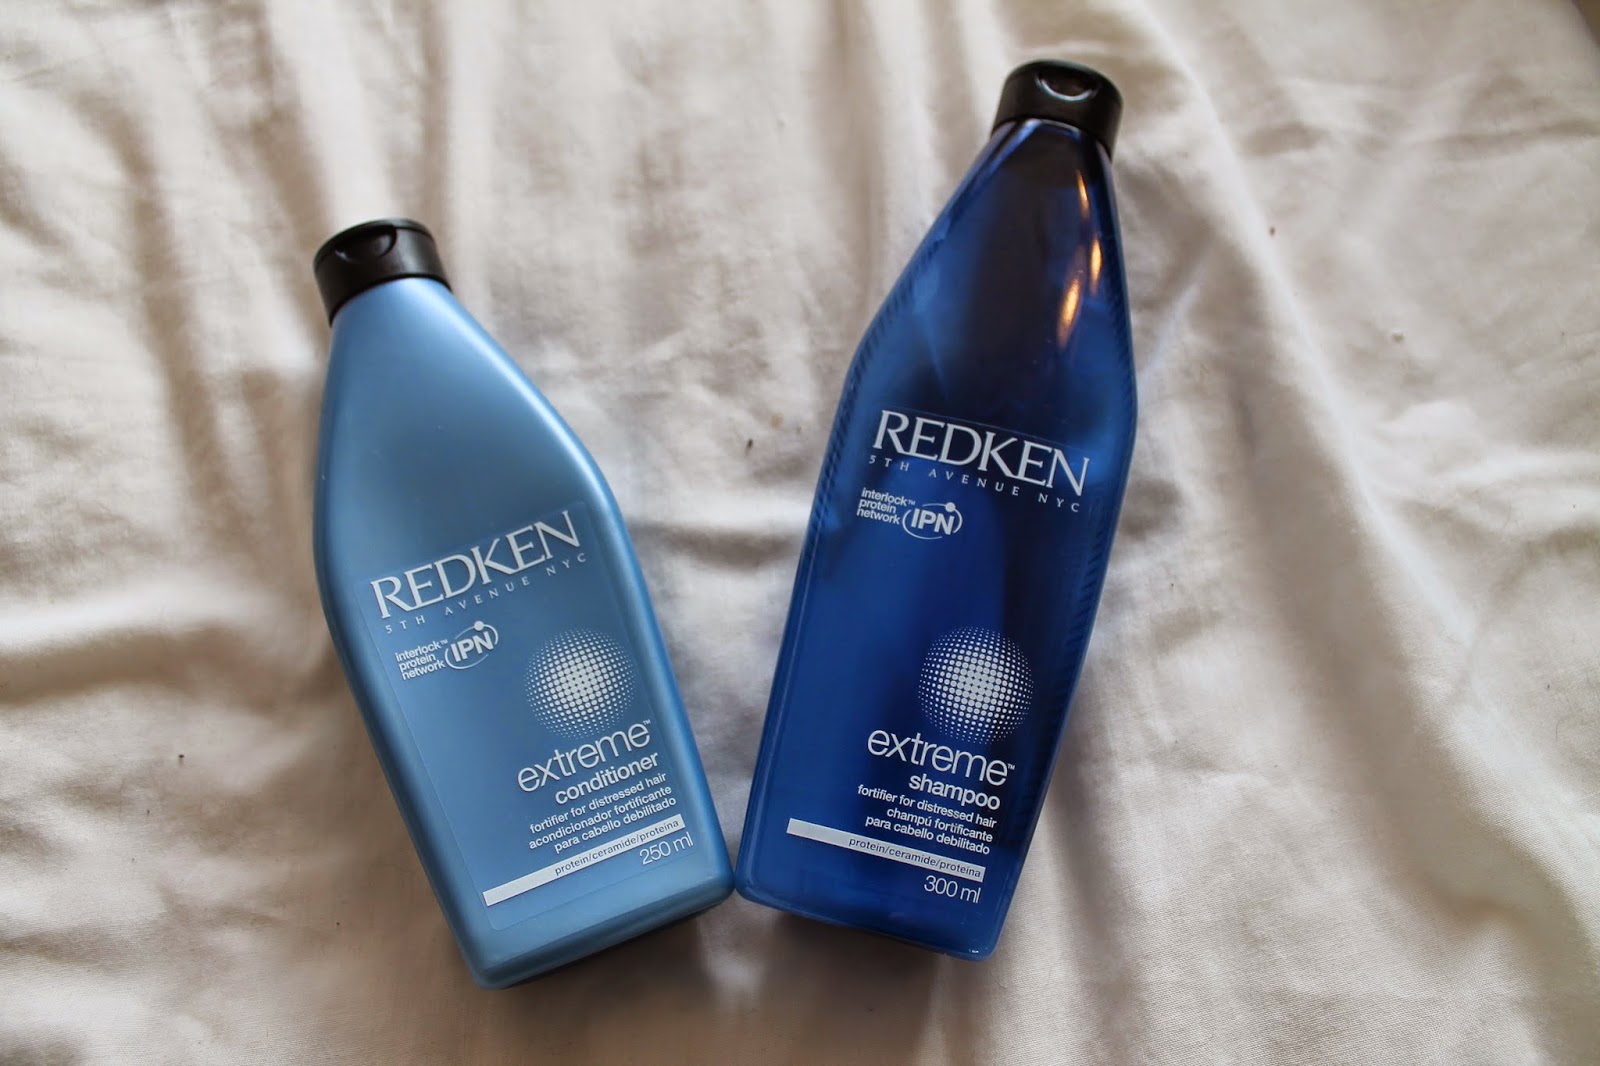 REDKEN
5TH AVENUE NYC
interlock™
protein
network
IPN
extreme™
conditioner
fortifier for distressed hair
acondicionador fortificante
para cabello debilitado
protein/ceramide/proteina
250 ml
REDKEN
5TH AVENUE NYC
interlock™
protein
network
IPN
extreme™
shampoo
fortifier for distressed hair
champú fortificante
para cabello debilitado
protein/ceramide/proteina
300 ml